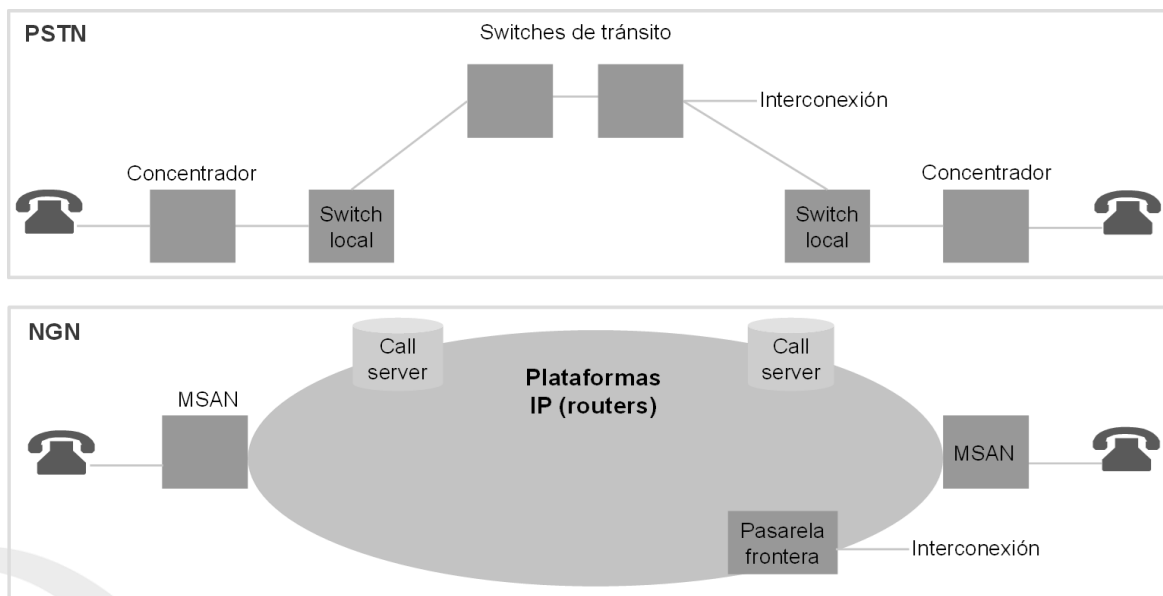 PSTN
Switches de tránsito
Interconexión
Concentrador
Concentrador
Switch
local
Switch
local
NGN
Call
server
Call
server
Plataformas
IP (routers)
MSAN
MSAN
Pasarela
frontera
Interconexión